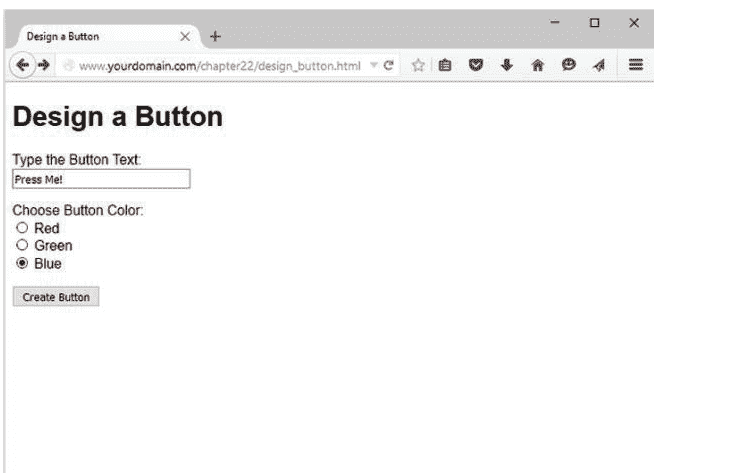 Design a Button
www.yourdomain.com/chapter22/design_button.html
Design a Button
Type the Button Text:
Press Me!
Choose Button Color:
Red
Green
Blue
Create Button